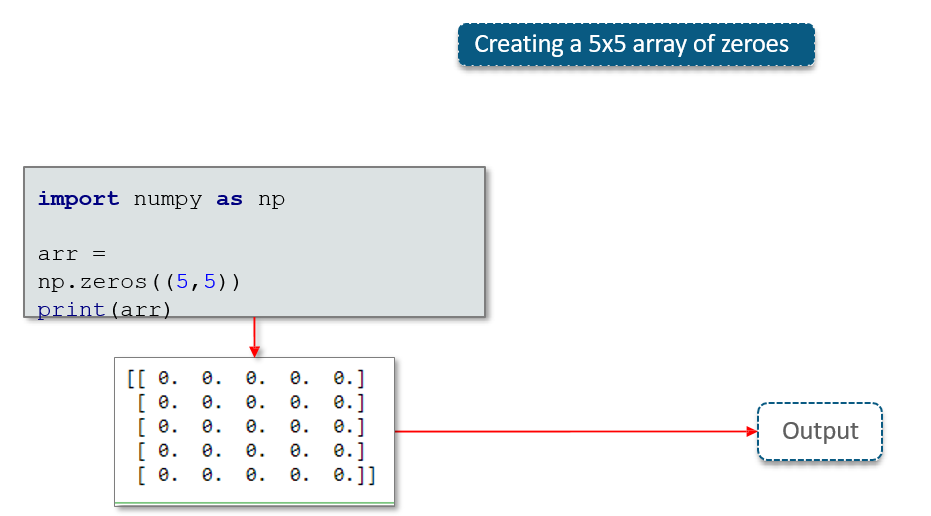 Creating a 5x5 array of zeroes
import numpy as np
arr =
np.zeros((5,5))
print(arr)
[[ 0. 0. 0. 0. 0.]
[ 0. 0. 0. 0. 0.]
[ 0. 0. 0. 0. 0.]
[ 0. 0. 0. 0. 0.]
[ 0. 0. 0. 0. 0.]]
Output